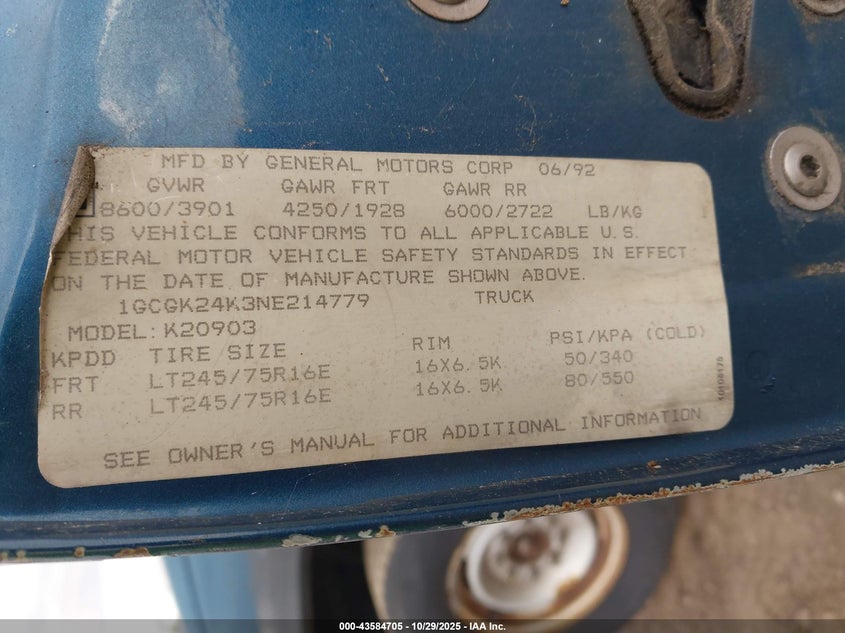 MFD BY GENERAL MOTORS CORP 06/92
GVWR GAWR FRT GAWR RR
8600/3901 4250/1928 6000/2722 LB/KG
HIS VEHICLE CONFORMS TO ALL APPLICABLE U.S.
FEDERAL MOTOR VEHICLE SAFETY STANDARDS IN EFFECT
ON THE DATE OF MANUFACTURE SHOWN ABOVE.
1GCGK24K3NE214779 TRUCK
MODEL: K20903
KPDD TIRE SIZE RIM PSI/KPA (COLD)
FRT LT245/75R16E 16X6.5K 50/340
RR LT245/75R16E 16X6.5K 80/550
SEE OWNER'S MANUAL FOR ADDITIONAL INFORMATION
000-43584705 - 10/29/2025 - IAA Inc.